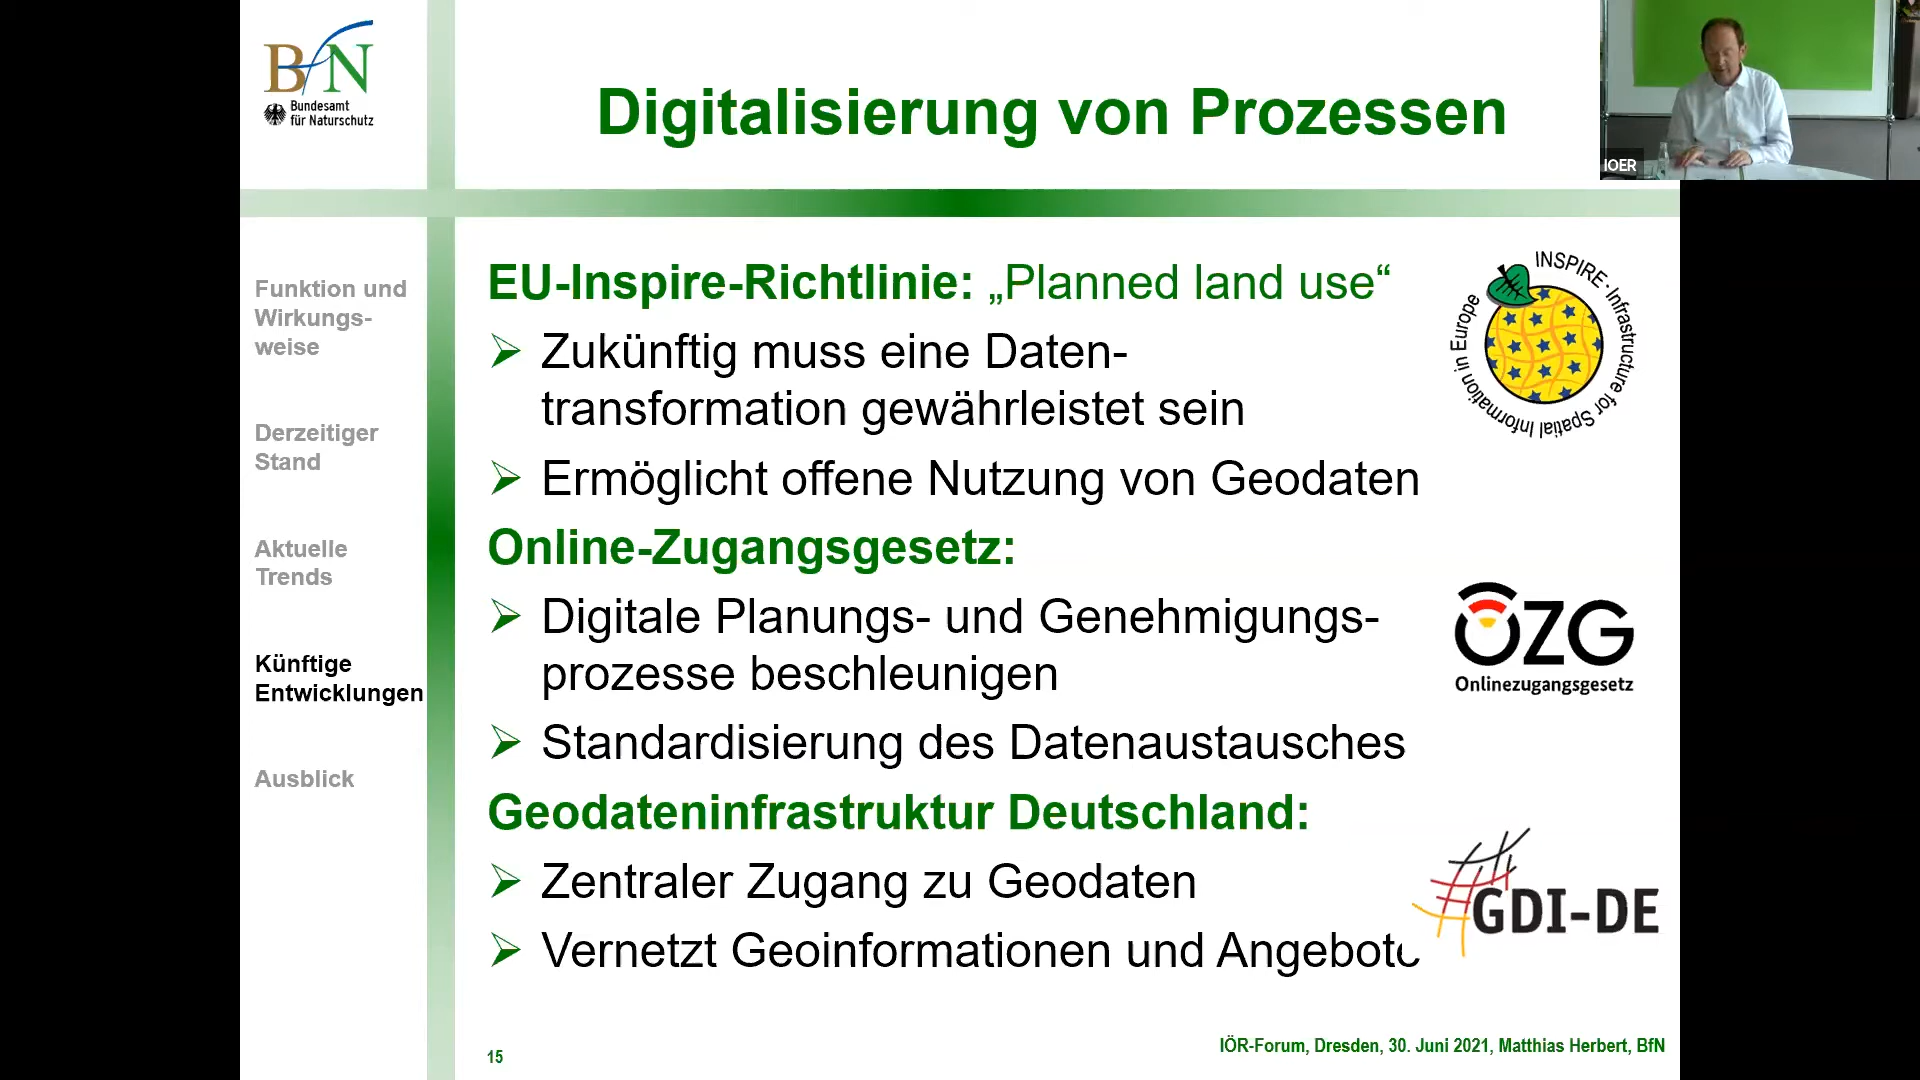 BfN
Bundesamt
für Naturschutz
Digitalisierung von Prozessen
IOER
Funktion und
Wirkungs-
weise
Derzeitiger
Stand
Aktuelle
Trends
Künftige
Entwicklungen
Ausblick
EU-Inspire-Richtlinie: „Planned land use“
Zukünftig muss eine Daten-
transformation gewährleistet sein
Ermöglicht offene Nutzung von Geodaten
INSPIRE · Infrastructure for Spatial Information in Europe
Online-Zugangsgesetz:
Digitale Planungs- und Genehmigungs-
prozesse beschleunigen
Standardisierung des Datenaustausches
OZG
Onlinezugangsgesetz
Geodateninfrastruktur Deutschland:
Zentraler Zugang zu Geodaten
Vernetzt Geoinformationen und Angebote
GDI-DE
15
IÖR-Forum, Dresden, 30. Juni 2021, Matthias Herbert, BfN